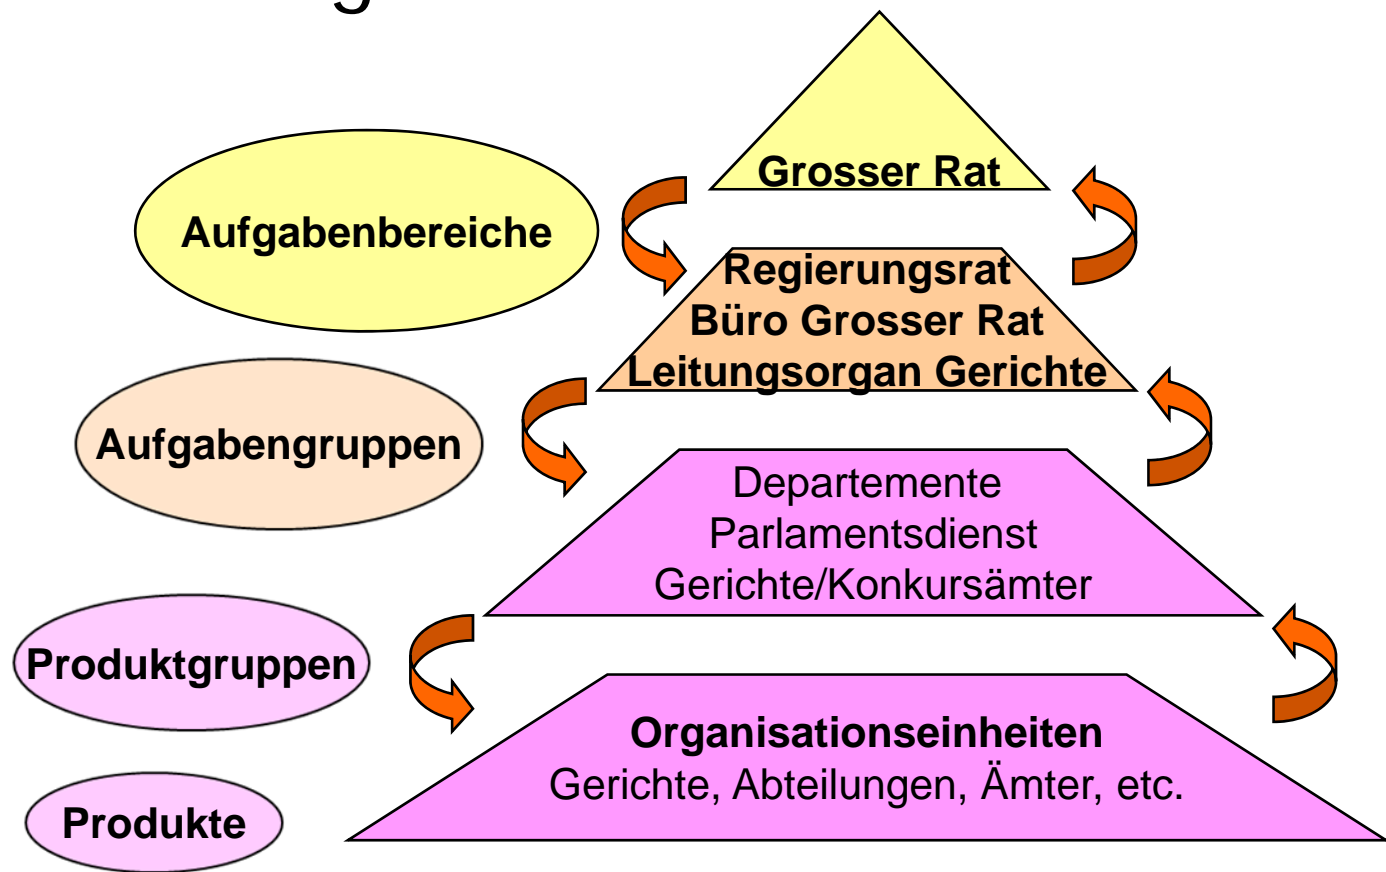 Grosser Rat
Aufgabenbereiche
Regierungsrat
Büro Grosser Rat
Leitungsorgan Gerichte
Aufgabengruppen
Departemente
Parlamentsdienst
Gerichte/Konkursämter
Produktgruppen
Organisationseinheiten
Gerichte, Abteilungen, Ämter, etc.
Produkte